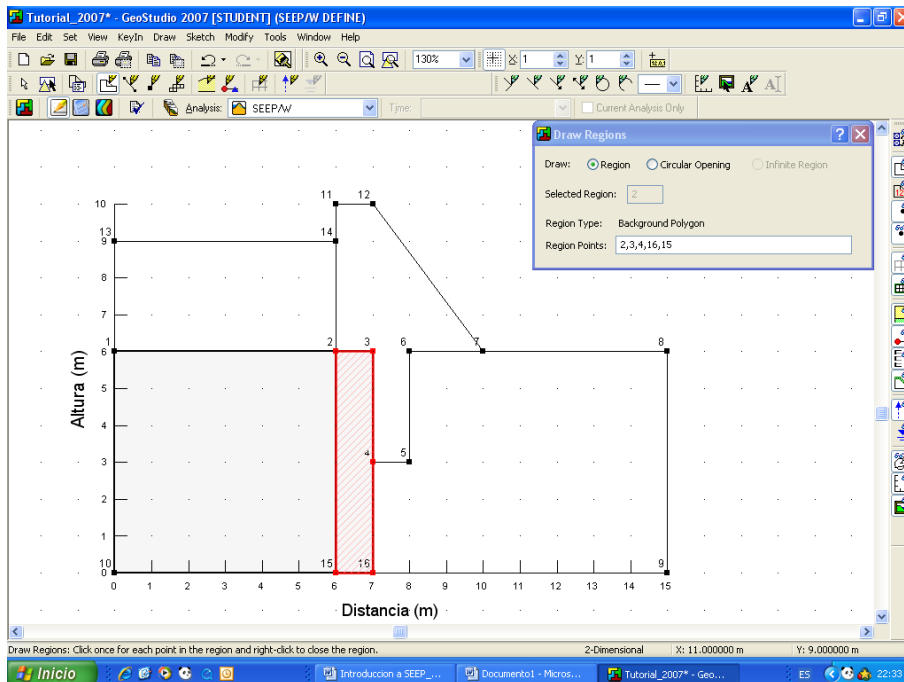 Tutorial_2007* - GeoStudio 2007 [STUDENT] (SEEP/W DEFINE)
File Edit Set View KeyIn Draw Sketch Modify Tools Window Help
130% X: 1 Y: 1
Analysis: SEEP/W Time: Current Analysis Only
Draw Regions
Draw: Region Circular Opening Infinite Region
Selected Region: 2
Region Type: Background Polygon
Region Points: 2,3,4,16,15
11 12
10
13 14
9
8
7
1 2 3 6 7 8
6
5
4
4 5
3
2
1
10 15 16 9
0
0 1 2 3 4 5 6 7 8 9 10 11 12 13 14 15
Altura (m)
Distancia (m)
Draw Regions: Click once for each point in the region and right-click to close the region. 2-Dimensional X: 11.000000 m Y: 9.000000 m
Inicio Introduccion a SEEP_... Documento1 - Micros... Tutorial_2007* - Geo... ES 22:33